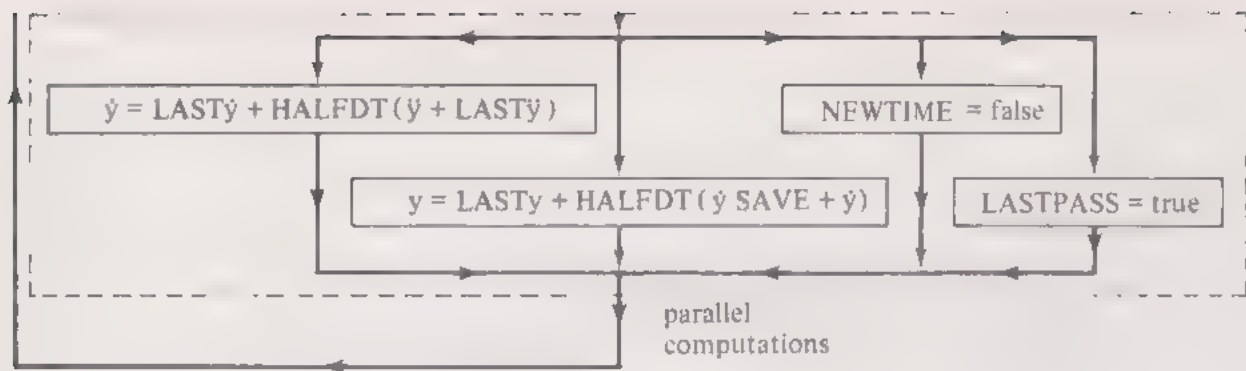 ẏ = LASTẏ + HALFDT(ÿ + LASTÿ)
NEWTIME = false
y = LASTy + HALFDT(ẏ SAVE + ẏ)
LASTPASS = true
parallel
computations